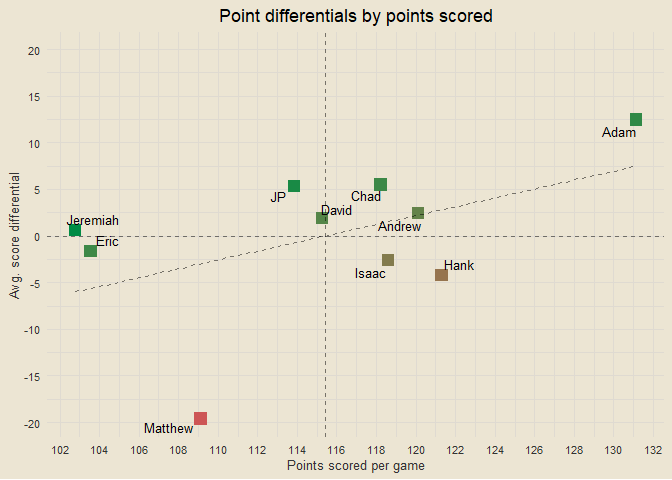 Point differentials by points scored
20
15
10
5
0
-5
-10
-15
-20
Avg. score differential
Adam
JP
Chad
David
Jeremiah
Andrew
Eric
Isaac
Hank
Matthew
102 104 106 108 110 112 114 116 118 120 122 124 126 128 130 132
Points scored per game